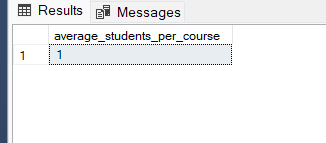 Results Messages
average_students_per_course
1 1